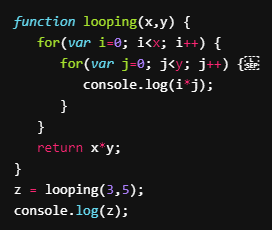 function looping(x,y) {
   for(var i=0; i<x; i++) {
      for(var j=0; j<y; j++) {
         console.log(i*j);
      }
   }
   return x*y;
}
z = looping(3,5);
console.log(z);